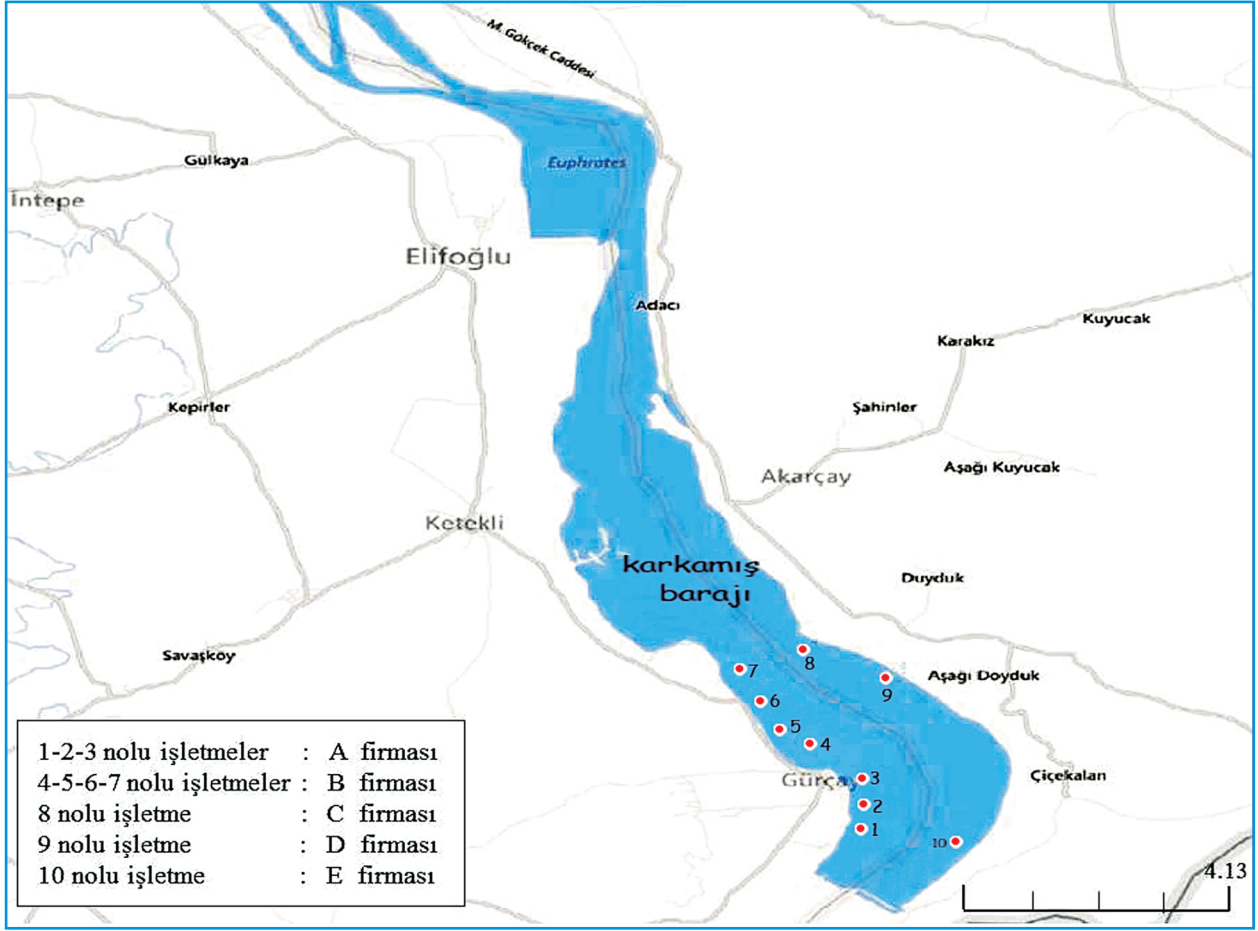 M. Gökçek Caddesi
Gülkaya
Euphrates
İntepe
Elifoğlu
Adacı
Kuyucak
Karakız
Kepirler
Şahinler
Akarçay
Aşağı Kuyucak
Ketekli
karkamış
barajı
Duyduk
Savaşköy
8
7
Aşağı Doyduk
9
6
5
4
Gürçay
3
Çiçekalan
2
1
10
4.13
1-2-3 nolu işletmeler : A firması
4-5-6-7 nolu işletmeler : B firması
8 nolu işletme : C firması
9 nolu işletme : D firması
10 nolu işletme : E firması